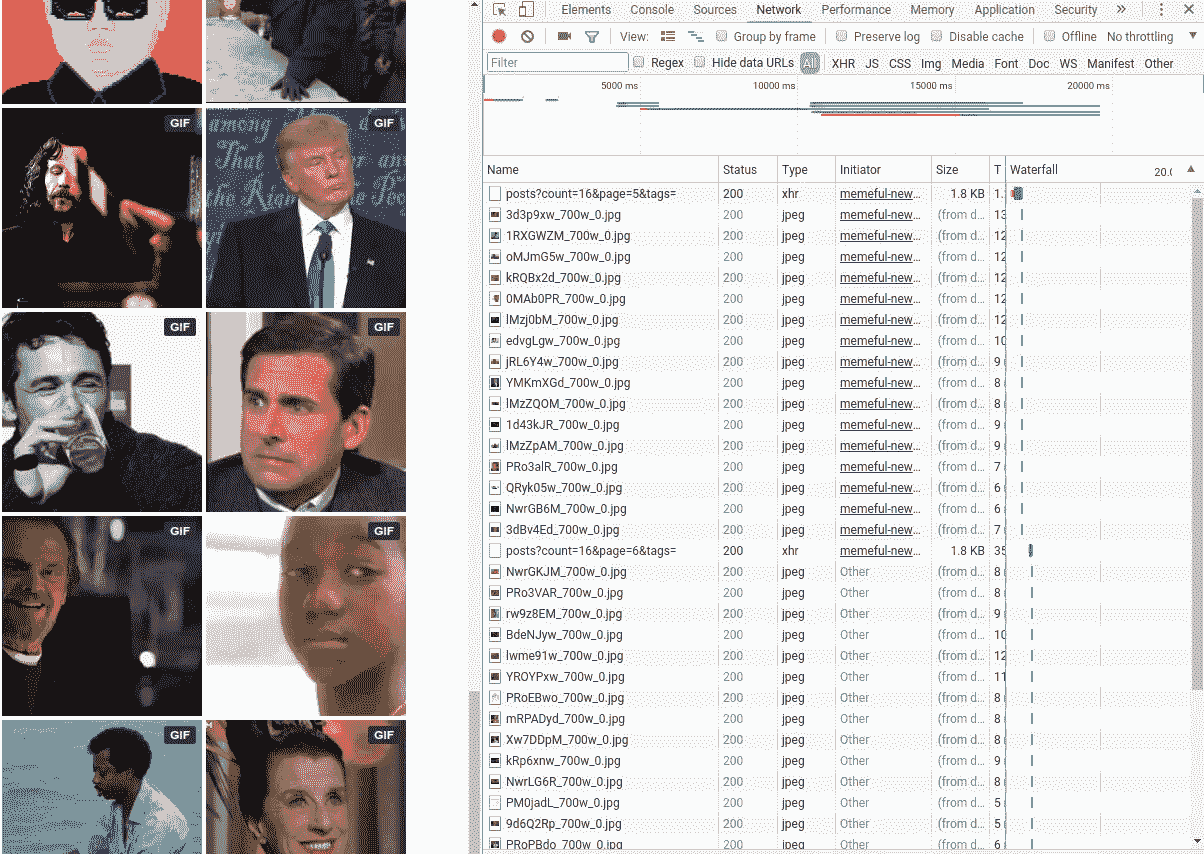 GIF
GIF
among
That er an
the Righ the Poo
GIF
GIF
GIF
GIF
GIF
GIF
Elements Console Sources Network Performance Memory Application Security »
View: Group by frame Preserve log Disable cache Offline No throttling
Filter Regex Hide data URLs All XHR JS CSS Img Media Font Doc WS Manifest Other
5000 ms 10000 ms 15000 ms 20000 ms
Name Status Type Initiator Size T Waterfall 20.
posts?count=16&page=5&tags= 200 xhr memeful-new… 1.8 KB 1.
3d3p9xw_700w_0.jpg 200 jpeg memeful-new… (from d… 13
1RXGWZM_700w_0.jpg 200 jpeg memeful-new… (from d… 12
oMJmG5w_700w_0.jpg 200 jpeg memeful-new… (from d… 12
kRQBx2d_700w_0.jpg 200 jpeg memeful-new… (from d… 12
0MAb0PR_700w_0.jpg 200 jpeg memeful-new… (from d… 12
lMzj0bM_700w_0.jpg 200 jpeg memeful-new… (from d… 12
edvgLgw_700w_0.jpg 200 jpeg memeful-new… (from d… 10
jRL6Y4w_700w_0.jpg 200 jpeg memeful-new… (from d… 9
YMKmXGd_700w_0.jpg 200 jpeg memeful-new… (from d… 8
lMzZQOM_700w_0.jpg 200 jpeg memeful-new… (from d… 8
1d43kJR_700w_0.jpg 200 jpeg memeful-new… (from d… 9
lMzZpAM_700w_0.jpg 200 jpeg memeful-new… (from d… 9
PRo3alR_700w_0.jpg 200 jpeg memeful-new… (from d… 7
QRyk05w_700w_0.jpg 200 jpeg memeful-new… (from d… 6
NwrGB6M_700w_0.jpg 200 jpeg memeful-new… (from d… 6
3dBv4Ed_700w_0.jpg 200 jpeg memeful-new… (from d… 7
posts?count=16&page=6&tags= 200 xhr memeful-new… 1.8 KB 35
NwrGKJM_700w_0.jpg 200 jpeg Other (from d… 8
PRo3VAR_700w_0.jpg 200 jpeg Other (from d… 8
rw9z8EM_700w_0.jpg 200 jpeg Other (from d… 9
BdeNJyw_700w_0.jpg 200 jpeg Other (from d… 10
lwme91w_700w_0.jpg 200 jpeg Other (from d… 12
YROYPxw_700w_0.jpg 200 jpeg Other (from d… 11
PRoEBwo_700w_0.jpg 200 jpeg Other (from d… 8
mRPADyd_700w_0.jpg 200 jpeg Other (from d… 8
Xw7DDpM_700w_0.jpg 200 jpeg Other (from d… 8
kRp6xnw_700w_0.jpg 200 jpeg Other (from d… 9
NwrLG6R_700w_0.jpg 200 jpeg Other (from d… 8
PM0jadL_700w_0.jpg 200 jpeg Other (from d… 5
9d6Q2Rp_700w_0.jpg 200 jpeg Other (from d… 5
PRoPBdo_700w_0.jpg 200 jpeg Other (from d… 6